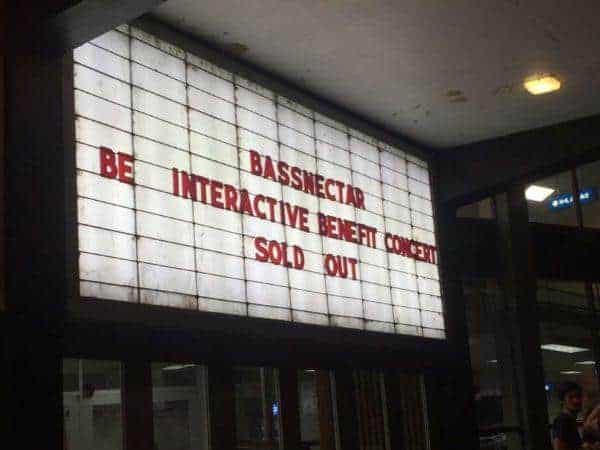 BASSNECTAR
BE INTERACTIVE BENEFIT CONCERT
SOLD OUT